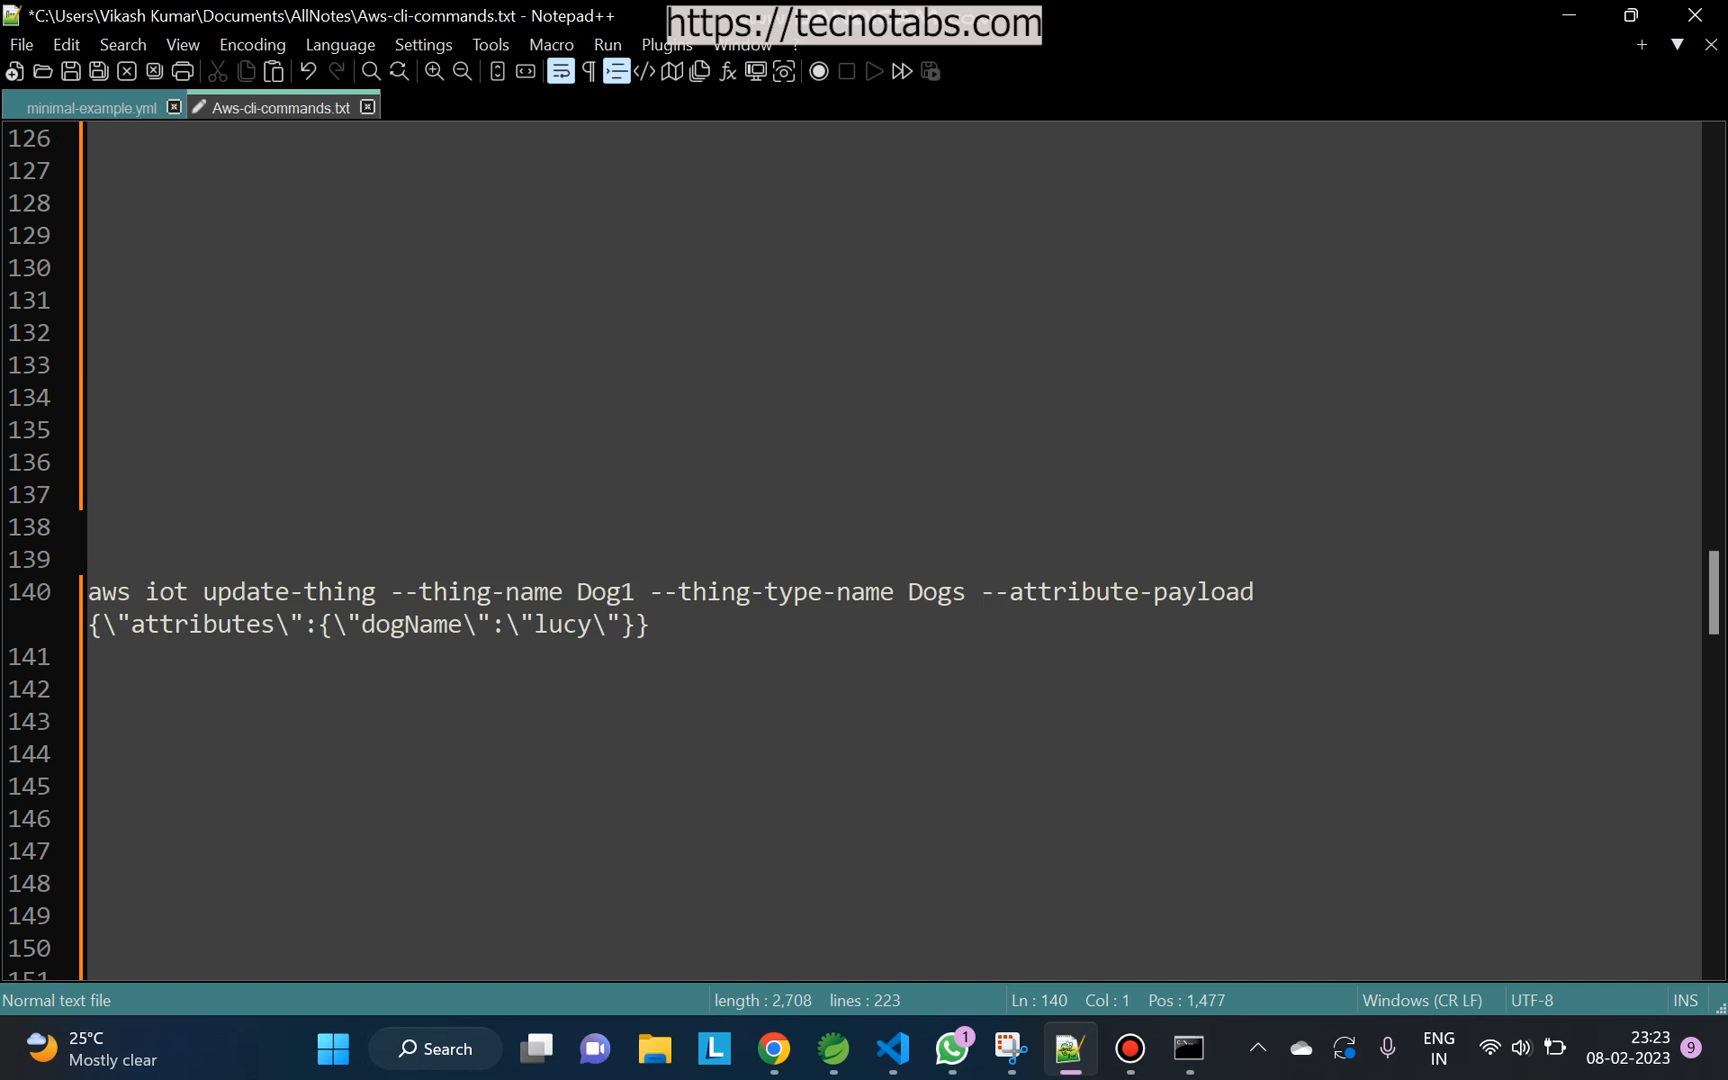 *C:\Users\Vikash Kumar\Documents\AllNotes\Aws-cli-commands.txt - Notepad++
https://tecnotabs.com
File Edit Search View Encoding Language Settings Tools Macro Run Plugins Window ?
minimal-example.yml Aws-cli-commands.txt
126
127
128
129
130
131
132
133
134
135
136
137
138
139
140 aws iot update-thing --thing-name Dog1 --thing-type-name Dogs --attribute-payload
{\"attributes\":{\"dogName\":\"lucy\"}}
141
142
143
144
145
146
147
148
149
150
151
Normal text file length : 2,708 lines : 223 Ln : 140 Col : 1 Pos : 1,477 Windows (CR LF) UTF-8 INS
25°C
Mostly clear
Search
L
1
ENG
IN
23:23
08-02-2023
9